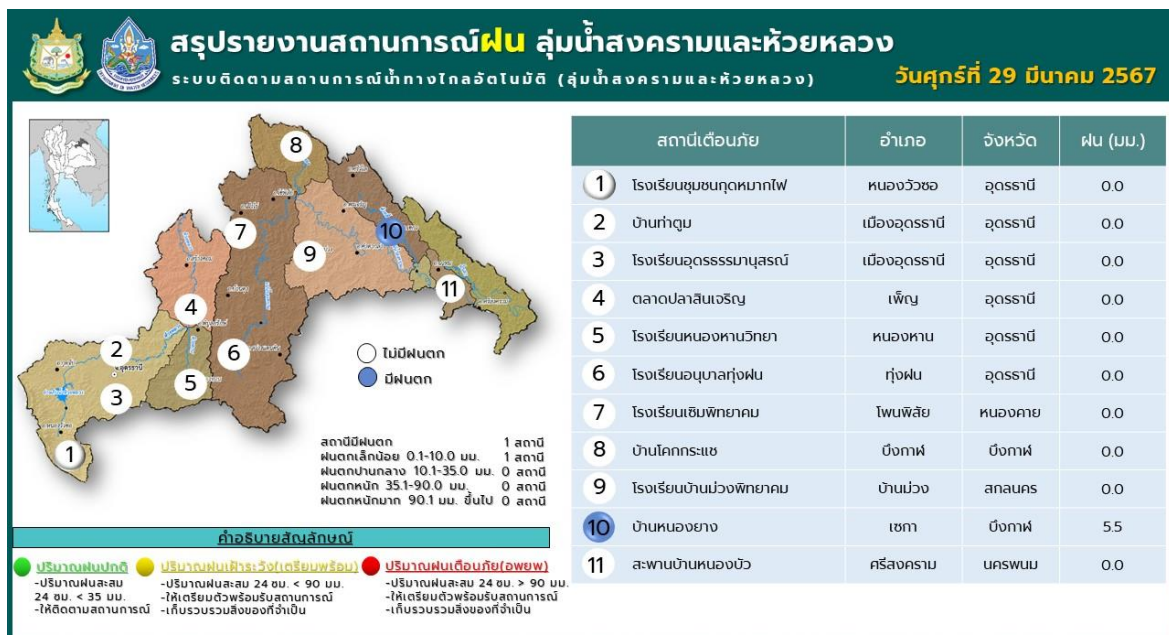 สรุปรายงานสถานการณ์ฝน ลุ่มน้ำสงครามและห้วยหลวง
ระบบติดตามสถานการณ์น้ำทางไกลอัตโนมัติ (ลุ่มน้ำสงครามและห้วยหลวง)
วันศุกร์ที่ 29 มีนาคม 2567
8
7
10
9
11
4
2
6
3
5
1
อ.อุดรธานี
ไม่มีฝนตก
มีฝนตก
สถานีมีฝนตก 1 สถานี
ฝนตกเล็กน้อย 0.1-10.0 มม. 1 สถานี
ฝนตกปานกลาง 10.1-35.0 มม. 0 สถานี
ฝนตกหนัก 35.1-90.0 มม. 0 สถานี
ฝนตกหนักมาก 90.1 มม. ขึ้นไป 0 สถานี
คำอธิบายสัญลักษณ์
ปริมาณฝนปกติ
-ปริมาณฝนสะสม
24 ชม. < 35 มม.
-ให้ติดตามสถานการณ์
ปริมาณฝนเฝ้าระวัง(เตรียมพร้อม)
-ปริมาณฝนสะสม 24 ชม. < 90 มม.
-ให้เตรียมตัวพร้อมรับสถานการณ์
-เก็บรวบรวมสิ่งของที่จำเป็น
ปริมาณฝนเตือนภัย(อพยพ)
-ปริมาณฝนสะสม 24 ชม. > 90 มม.
-ให้เตรียมตัวพร้อมรับสถานการณ์
-เก็บรวบรวมสิ่งของที่จำเป็น
สถานีเตือนภัย อำเภอ จังหวัด ฝน (มม.)
1 โรงเรียนชุมชนกุดหมากไฟ หนองวัวซอ อุดรธานี 0.0
2 บ้านท่าตูม เมืองอุดรธานี อุดรธานี 0.0
3 โรงเรียนอุดรธรรมานุสรณ์ เมืองอุดรธานี อุดรธานี 0.0
4 ตลาดปลาสินเจริญ เพ็ญ อุดรธานี 0.0
5 โรงเรียนหนองหานวิทยา หนองหาน อุดรธานี 0.0
6 โรงเรียนอนุบาลทุ่งฝน ทุ่งฝน อุดรธานี 0.0
7 โรงเรียนเซิมพิทยาคม โพนพิสัย หนองคาย 0.0
8 บ้านโคกกระแซ บึงกาฬ บึงกาฬ 0.0
9 โรงเรียนบ้านม่วงพิทยาคม บ้านม่วง สกลนคร 0.0
10 บ้านหนองยาง เซกา บึงกาฬ 5.5
11 สะพานบ้านหนองบัว ศรีสงคราม นครพนม 0.0